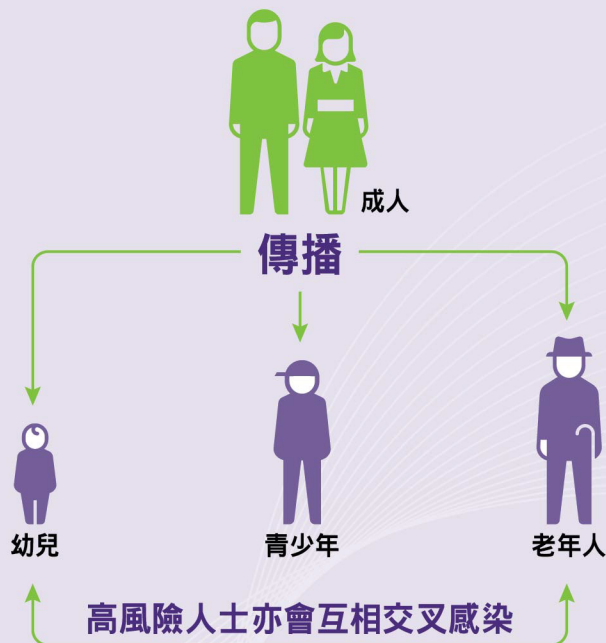 成人
傳播
幼兒
青少年
老年人
高風險人士亦會互相交叉感染